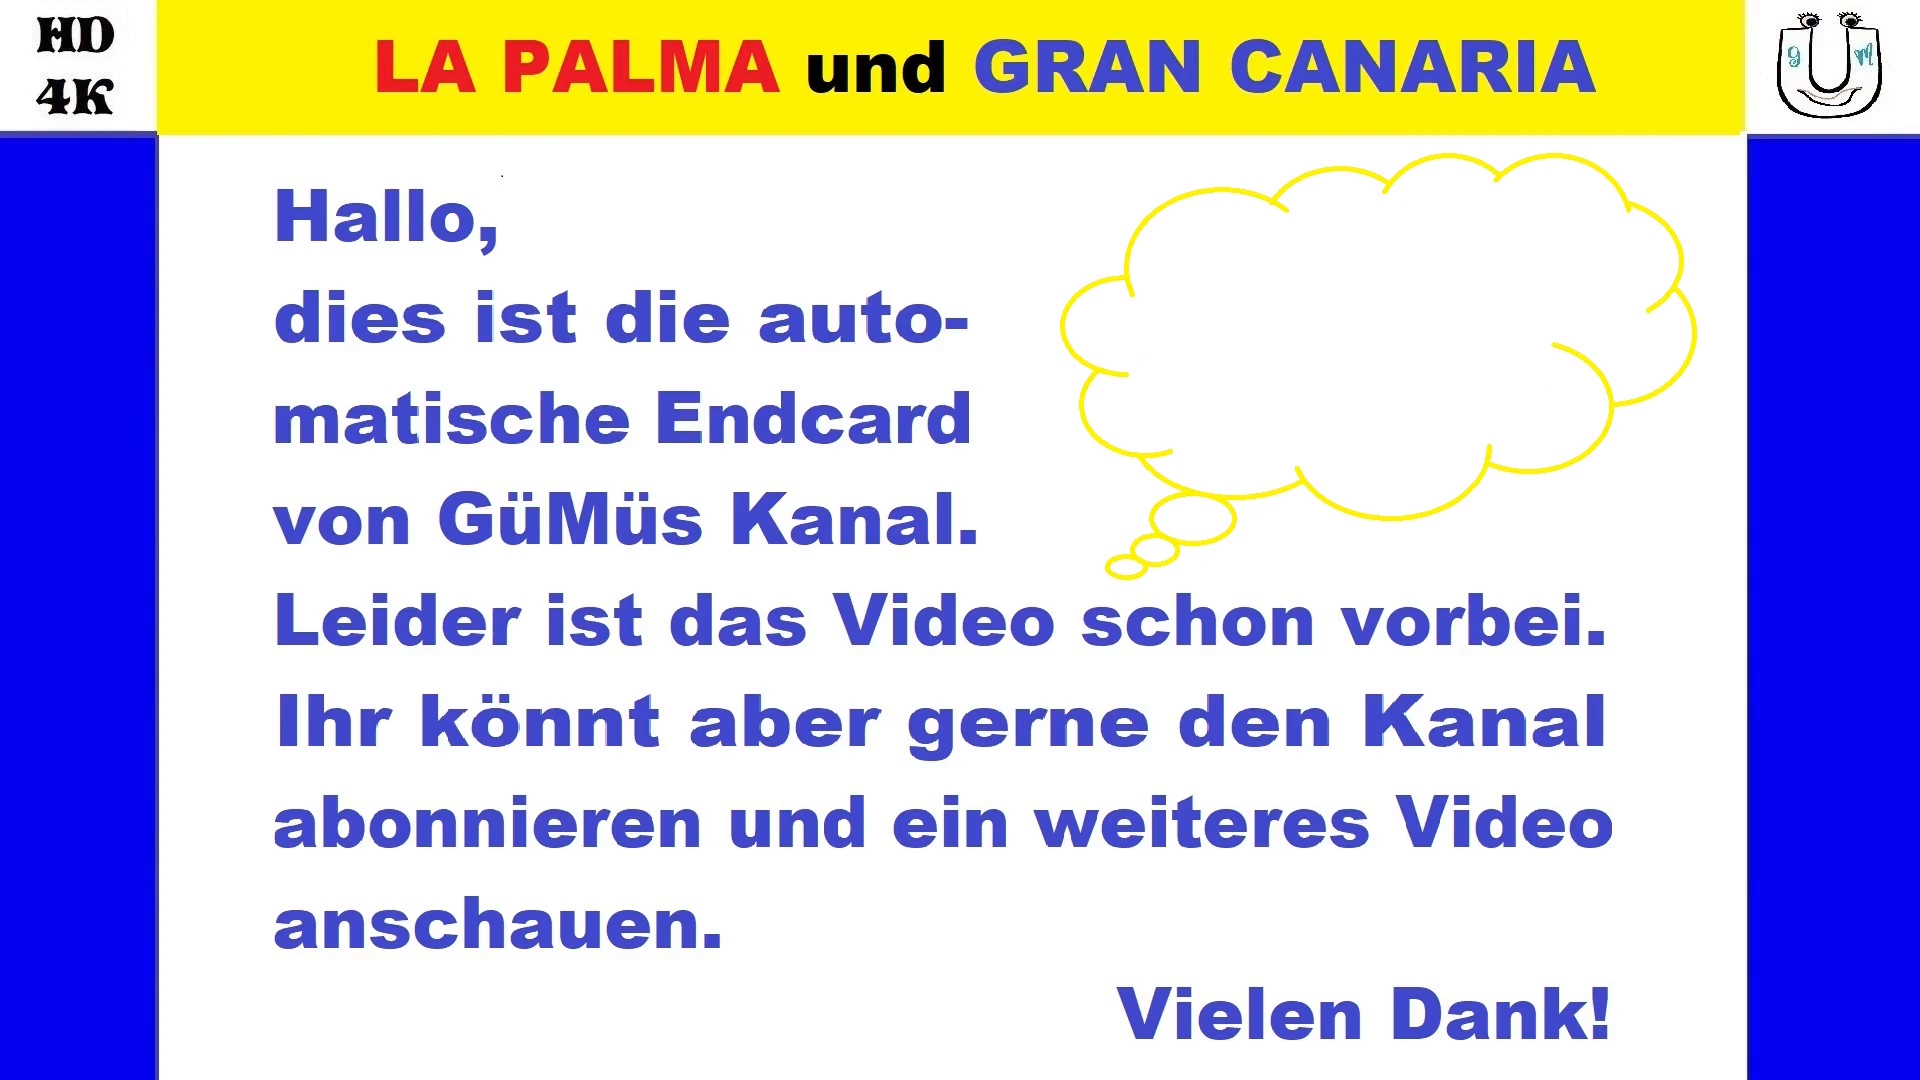 HD
4K
LA PALMA und GRAN CANARIA
g Ü M
Hallo,
dies ist die auto-
matische Endcard
von GüMüs Kanal.
Leider ist das Video schon vorbei.
Ihr könnt aber gerne den Kanal
abonnieren und ein weiteres Video
anschauen.
Vielen Dank!